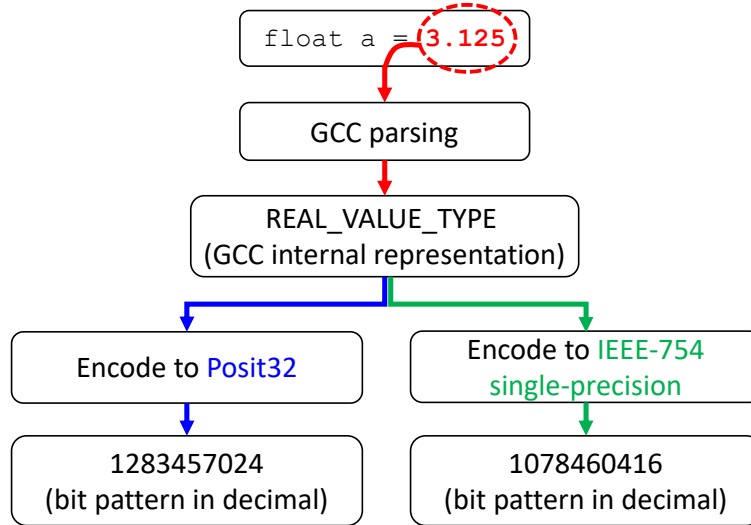 float a = 3.125
GCC parsing
REAL_VALUE_TYPE
(GCC internal representation)
Encode to Posit32
Encode to IEEE-754
single-precision
1283457024
(bit pattern in decimal)
1078460416
(bit pattern in decimal)